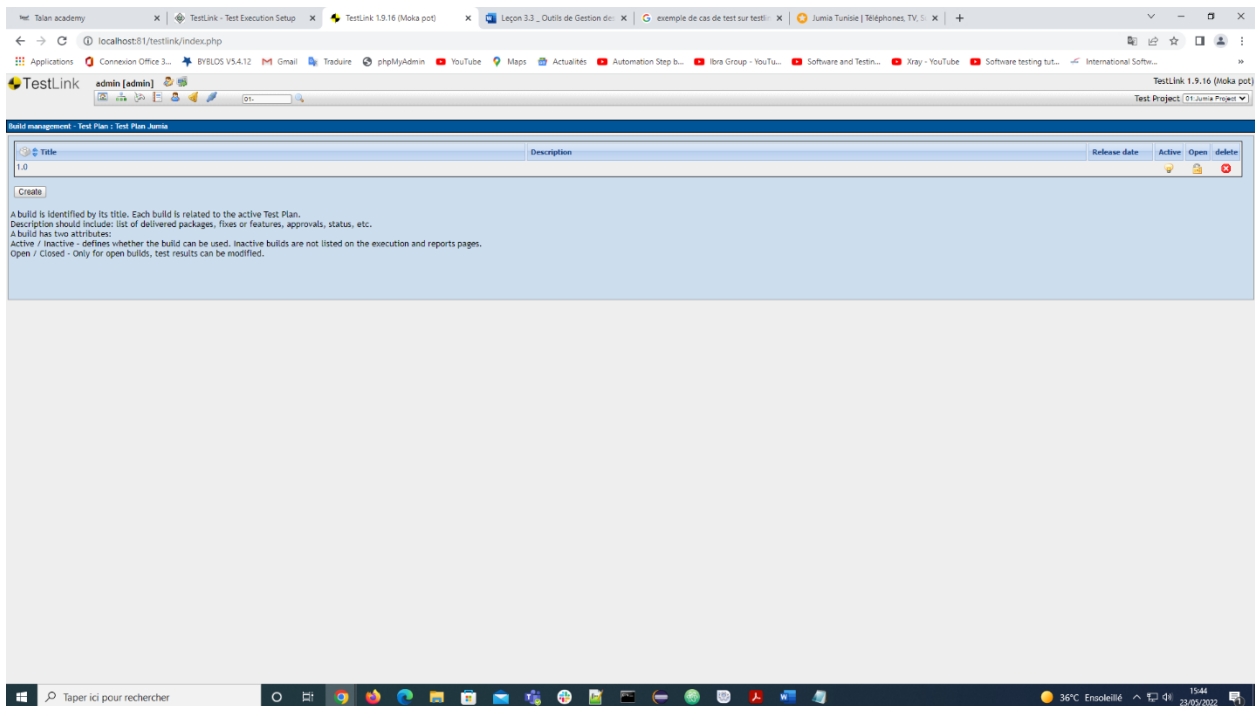 Talan academy
TestLink - Test Execution Setup
TestLink 1.9.16 (Moka pot)
Leçon 3.3 _ Outils de Gestion de
exemple de cas de test sur testli
Jumia Tunisie | Téléphones, TV, S
localhost:81/testlink/index.php
Applications
Connexion Office 3...
BYBLOS V5.4.12
Gmail
Traduire
phpMyAdmin
YouTube
Maps
Actualités
Automation Step b...
Ibra Group - YouTu...
Software and Testin...
Xray - YouTube
Software testing tut...
International Softw...
TestLink
admin [admin]
TestLink 1.9.16 (Moka pot)
01-
Test Project 01:Jumia Project
Build management - Test Plan : Test Plan Jumia
Title Description Release date Active Open delete
1.0
Create
A build is identified by its title. Each build is related to the active Test Plan.
Description should include: list of delivered packages, fixes or features, approvals, status, etc.
A build has two attributes:
Active / Inactive - defines whether the build can be used. Inactive builds are not listed on the execution and reports pages.
Open / Closed - Only for open builds, test results can be modified.
Taper ici pour rechercher
36°C Ensoleillé
15:44
23/05/2022